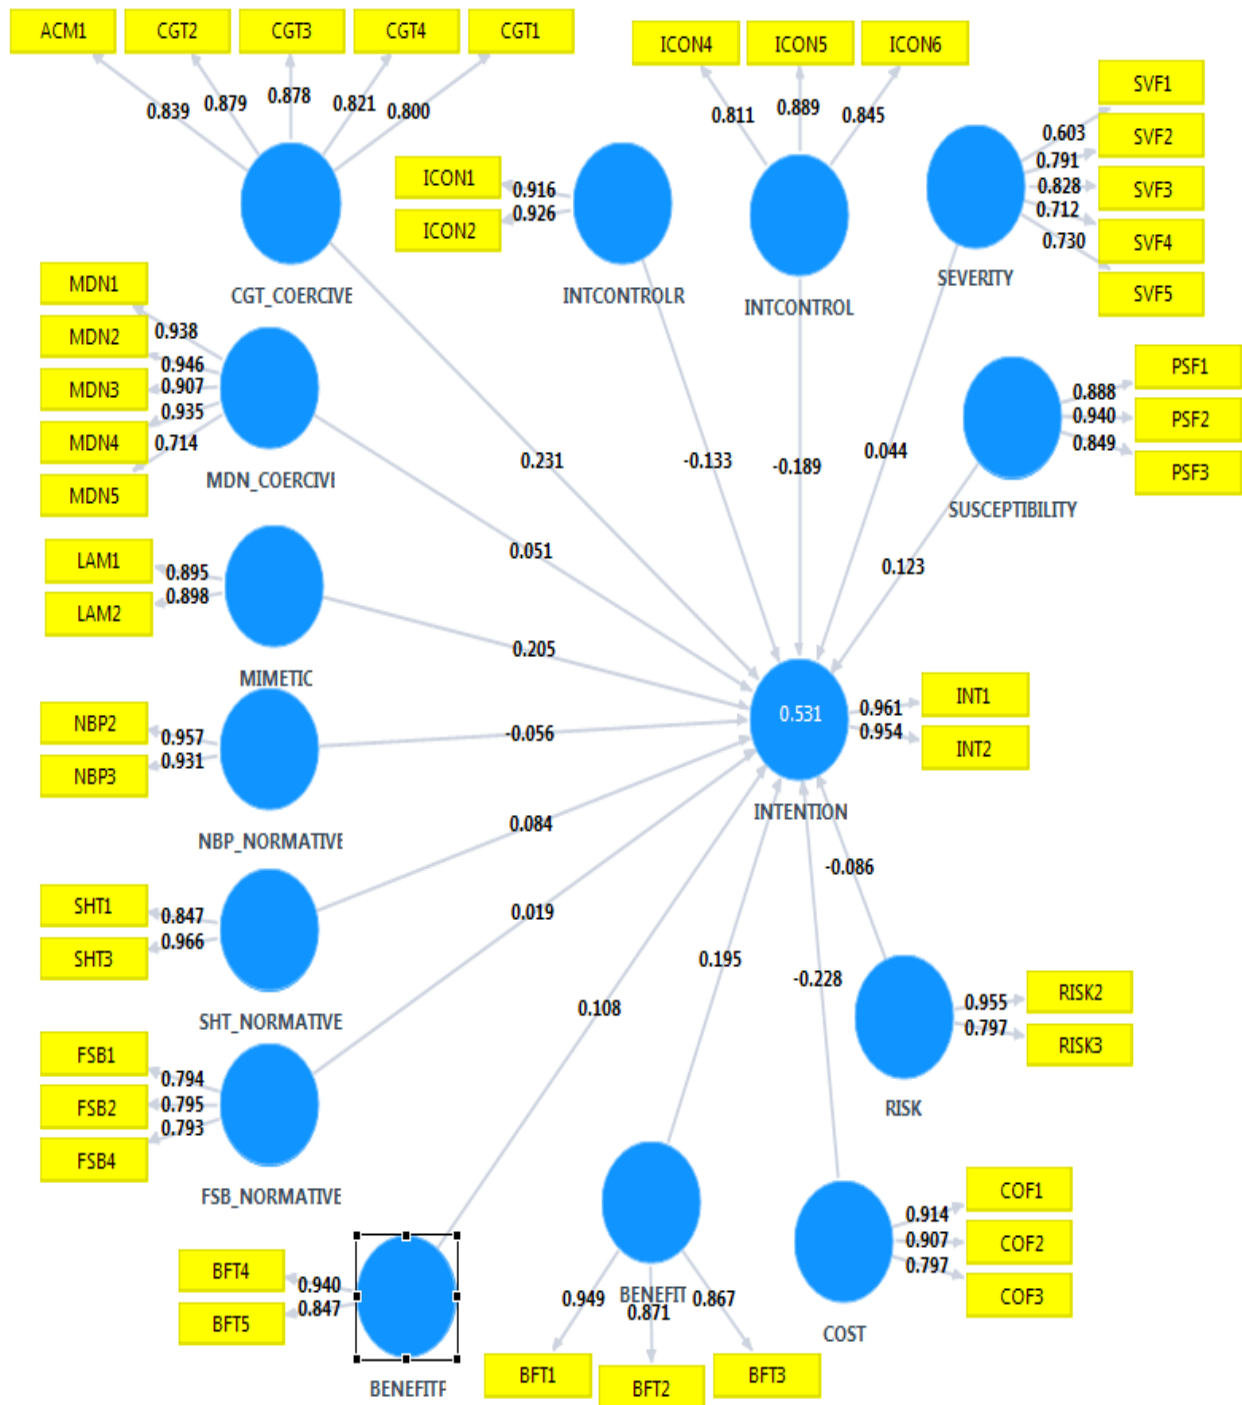 ACM1 CGT2 CGT3 CGT4 CGT1
0.839 0.879 0.878 0.821 0.800
CGT_COERCIVE
ICON4 ICON5 ICON6
0.811 0.889 0.845
INTCONTROL
ICON1
ICON2
0.916
0.926
INTCONTROLR
SVF1
SVF2
SVF3
SVF4
SVF5
0.603
0.791
0.828
0.712
0.730
SEVERITY
MDN1
MDN2
MDN3
MDN4
MDN5
0.938
0.946
0.907
0.935
0.714
MDN_COERCIVI
PSF1
PSF2
PSF3
0.888
0.940
0.849
SUSCEPTIBILITY
0.231
-0.133
-0.189
0.044
0.123
0.051
LAM1
LAM2
0.895
0.898
MIMETIC
0.205
NBP2
NBP3
0.957
0.931
NBP_NORMATIVE
-0.056
0.531
INTENTION
0.961
0.954
INT1
INT2
0.084
SHT1
SHT3
0.847
0.966
SHT_NORMATIVE
0.019
-0.086
0.195
-0.228
0.108
FSB1
FSB2
FSB4
0.794
0.795
0.793
FSB_NORMATIVE
RISK2
RISK3
0.955
0.797
RISK
BFT4
BFT5
0.940
0.847
BENEFITF
BENEFIT
0.949 0.871 0.867
BFT1 BFT2 BFT3
COF1
COF2
COF3
0.914
0.907
0.797
COST